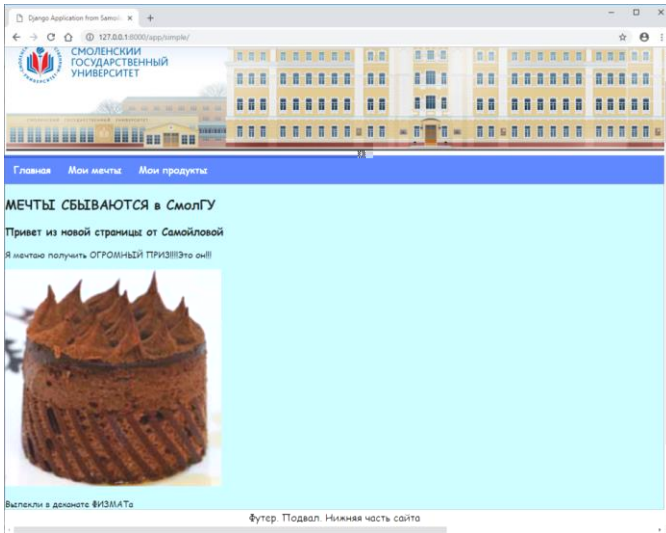 Django Application from Samoil
127.0.0.1:8000/app/simple/
СМОЛЕНСКИЙ
ГОСУДАРСТВЕННЫЙ
УНИВЕРСИТЕТ
Главная Мои мечты Мои продукты
МЕЧТЫ СБЫВАЮТСЯ в СмолГУ
Привет из новой страницы от Самойловой
Я мечтаю получить ОГРОМНЫЙ ПРИЗ!!!!Это он!!!
Выпекли в деканате ФИЗМАТа
Футер. Подвал. Нижняя часть сайта